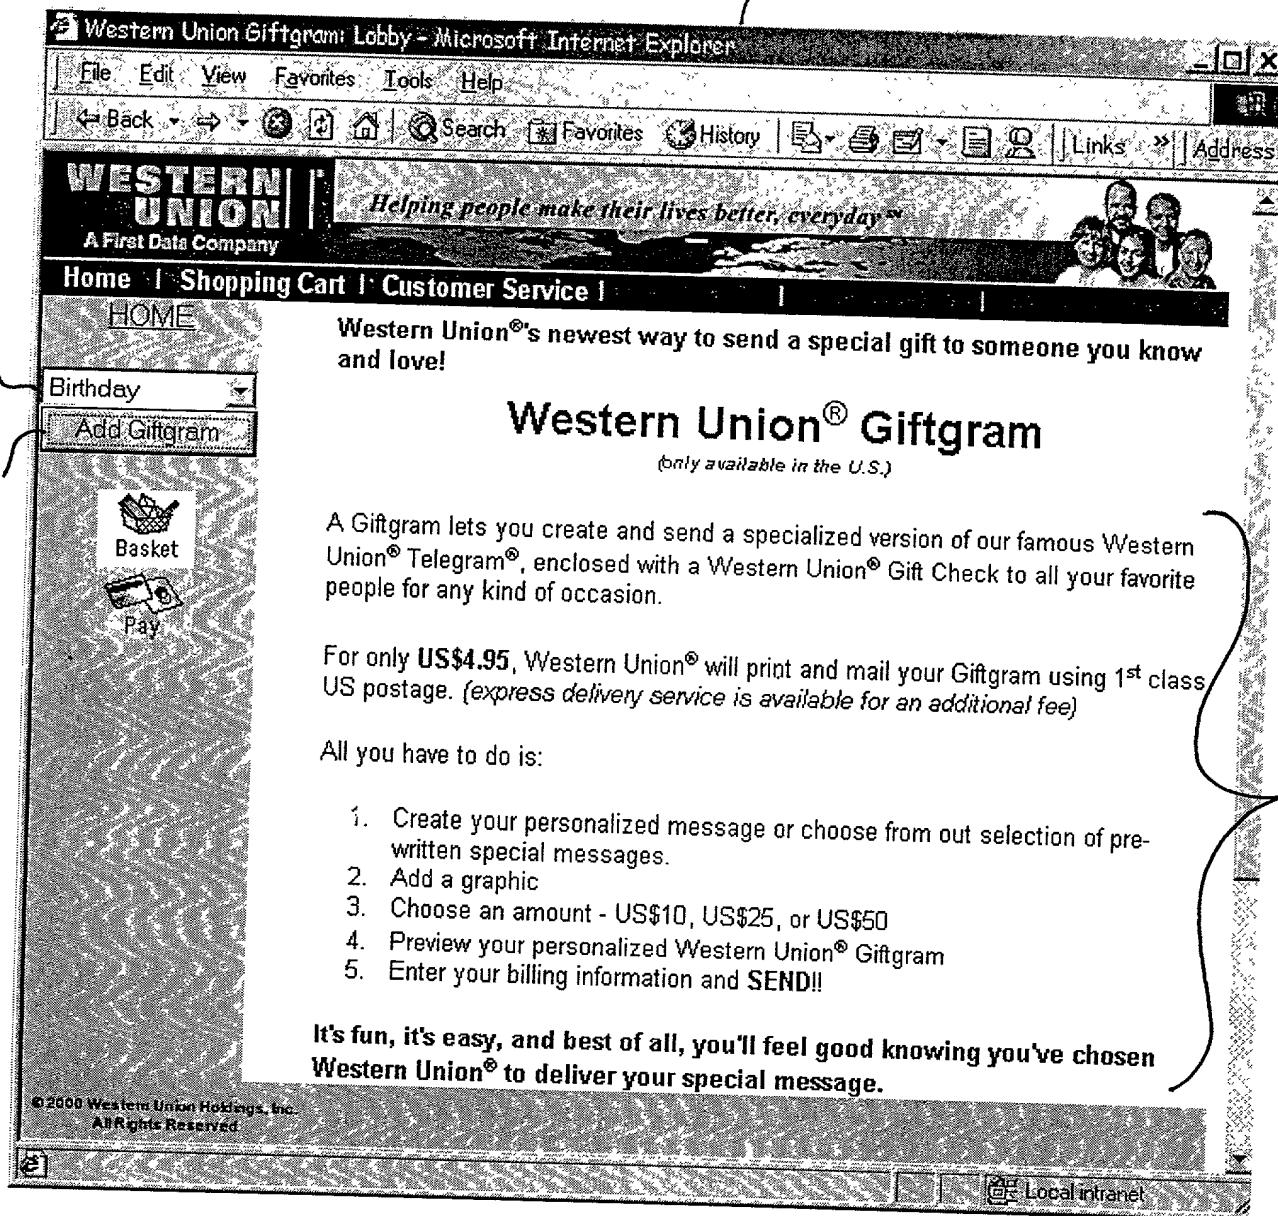 Western Union Giftgram: Lobby - Microsoft Internet Explorer
File Edit View Favorites Tools Help
Back Search Favorites History Links » Address
WESTERN
UNION
A First Data Company
Helping people make their lives better, everyday℠
Home | Shopping Cart | Customer Service |
HOME
Birthday
Add Giftgram
Basket
Pay
Western Union®'s newest way to send a special gift to someone you know
and love!
Western Union® Giftgram
(only available in the U.S.)
A Giftgram lets you create and send a specialized version of our famous Western
Union® Telegram®, enclosed with a Western Union® Gift Check to all your favorite
people for any kind of occasion.
For only US$4.95, Western Union® will print and mail your Giftgram using 1st class
US postage. (express delivery service is available for an additional fee)
All you have to do is:
1. Create your personalized message or choose from out selection of pre-
written special messages.
2. Add a graphic
3. Choose an amount - US$10, US$25, or US$50
4. Preview your personalized Western Union® Giftgram
5. Enter your billing information and SEND!!
It's fun, it's easy, and best of all, you'll feel good knowing you've chosen
Western Union® to deliver your special message.
© 2000 Western Union Holdings, Inc.
All Rights Reserved
Local intranet